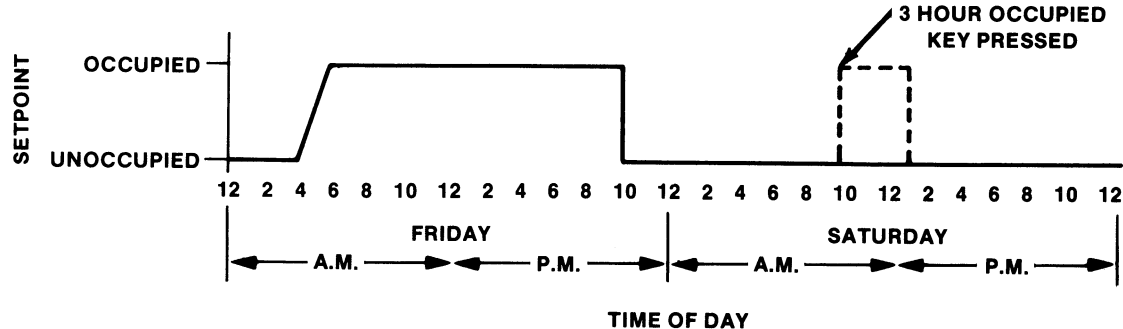 3 HOUR OCCUPIED
KEY PRESSED
SETPOINT
OCCUPIED
UNOCCUPIED
12 2 4 6 8 10 12 2 4 6 8 10 12 2 4 6 8 10 12 2 4 6 8 10 12
FRIDAY SATURDAY
A.M. P.M. A.M. P.M.
TIME OF DAY